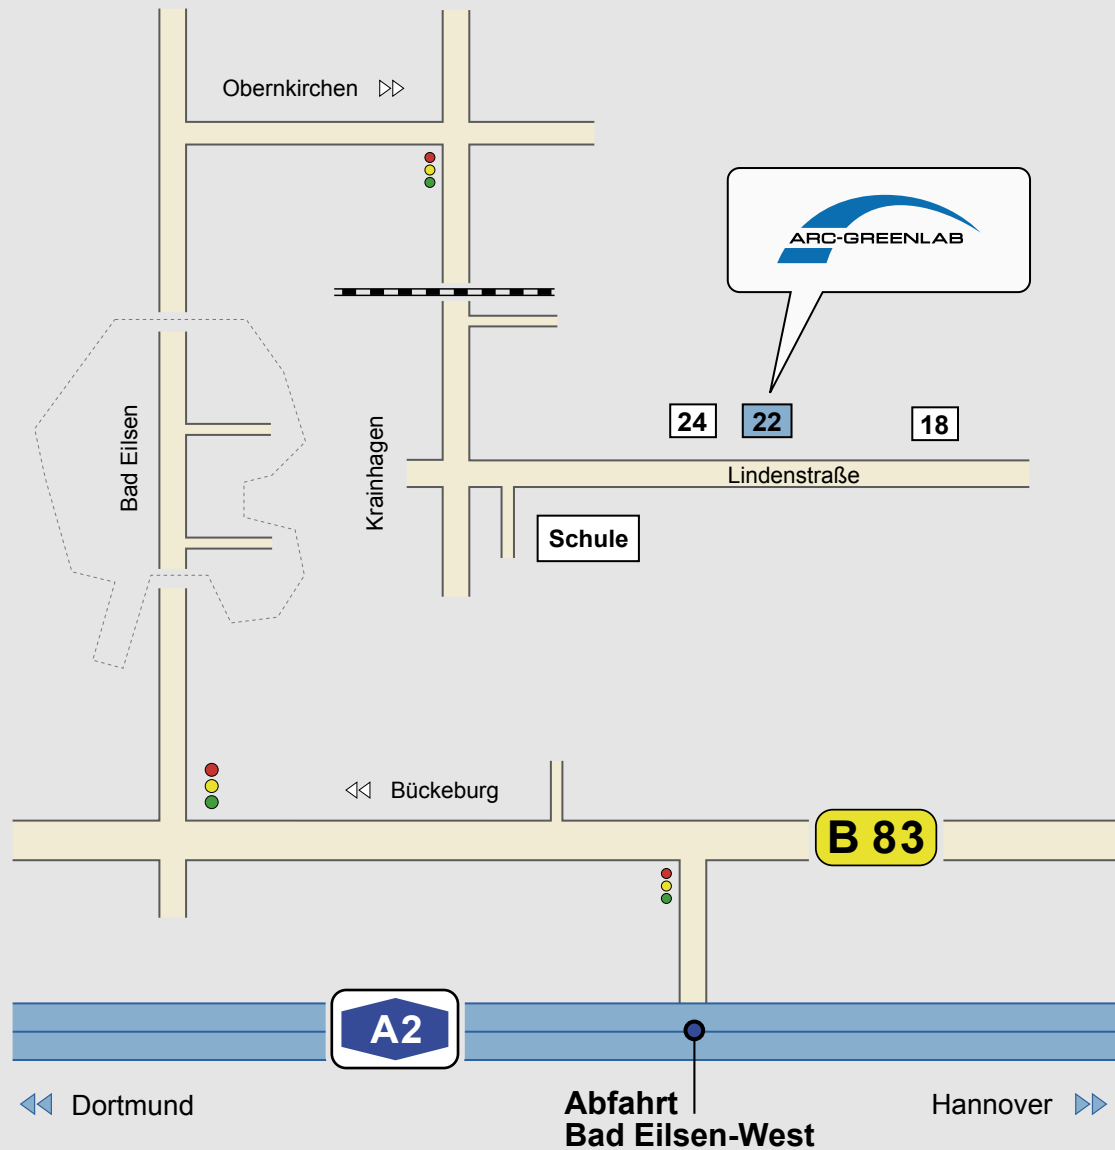 Obernkirchen
ARC-GREENLAB
24
22
18
Bad Eilsen
Krainhagen
Lindenstraße
Schule
Bückeburg
B 83
A2
Dortmund
Abfahrt
Bad Eilsen-West
Hannover